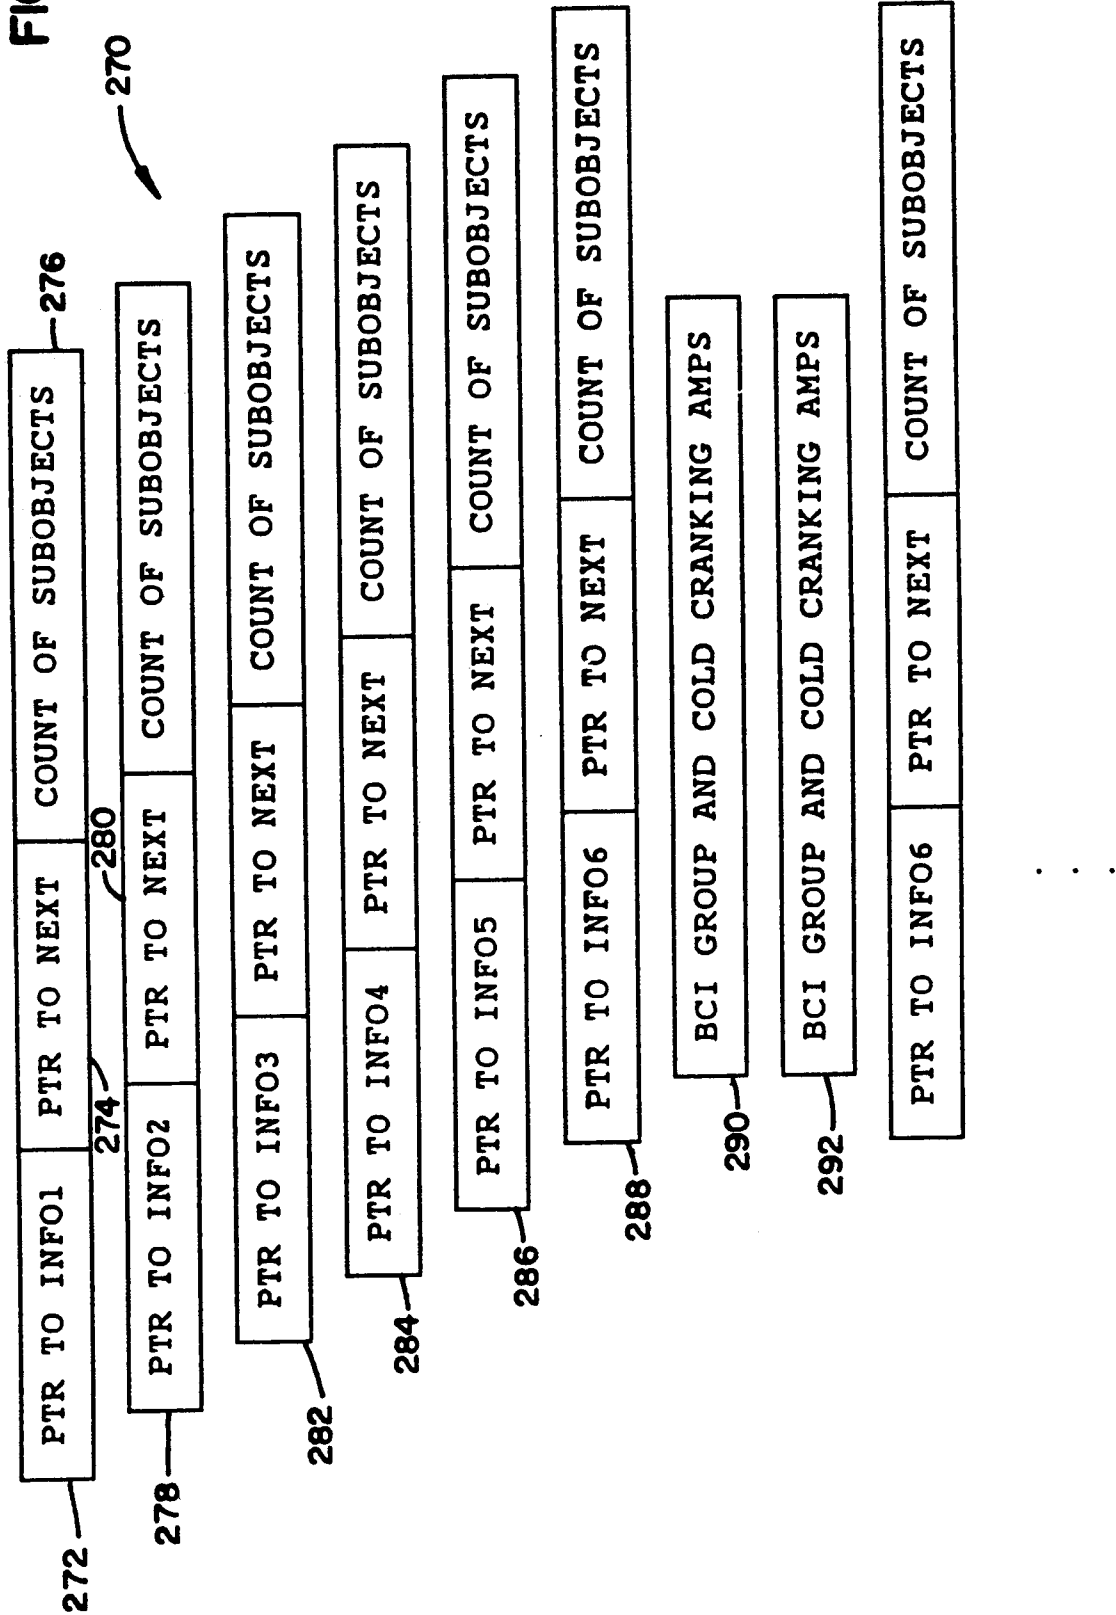 FIG
270
276
PTR TO INFO1 PTR TO NEXT COUNT OF SUBOBJECTS
272
274
280
PTR TO INFO2 PTR TO NEXT COUNT OF SUBOBJECTS
278
PTR TO INFO3 PTR TO NEXT COUNT OF SUBOBJECTS
282
PTR TO INFO4 PTR TO NEXT COUNT OF SUBOBJECTS
284
PTR TO INFO5 PTR TO NEXT COUNT OF SUBOBJECTS
286
PTR TO INFO6 PTR TO NEXT COUNT OF SUBOBJECTS
288
BCI GROUP AND COLD CRANKING AMPS
290
BCI GROUP AND COLD CRANKING AMPS
292
PTR TO INFO6 PTR TO NEXT COUNT OF SUBOBJECTS
. . .